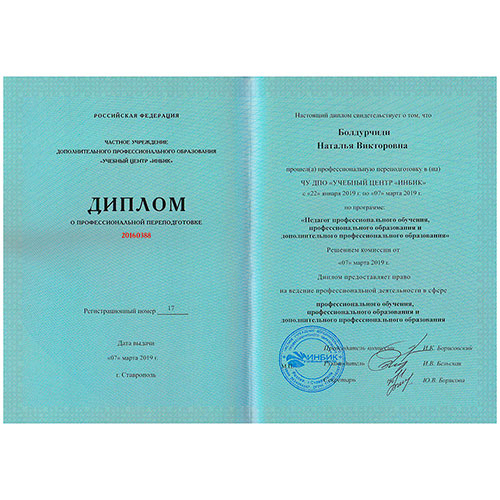 РОССИЙСКАЯ ФЕДЕРАЦИЯ
ЧАСТНОЕ УЧРЕЖДЕНИЕ
ДОПОЛНИТЕЛЬНОГО ПРОФЕССИОНАЛЬНОГО ОБРАЗОВАНИЯ
«УЧЕБНЫЙ ЦЕНТР «ИНБИК»
ДИПЛОМ
О ПРОФЕССИОНАЛЬНОЙ ПЕРЕПОДГОТОВКЕ
20160188
Регистрационный номер 17
Дата выдачи
«07» марта 2019 г.
г. Ставрополь
Настоящий диплом свидетельствует о том, что
Болдурчиди
Наталья Викторовна
прошел(а) профессиональную переподготовку в (на)
ЧУ ДПО «УЧЕБНЫЙ ЦЕНТР «ИНБИК»
с «22» января 2019 г. по «07» марта 2019 г.
по программе:
«Педагог профессионального обучения,
профессионального образования и
дополнительного профессионального образования»
Решением комиссии от
«07» марта 2019 г.
Диплом предоставляет право
на ведение профессиональной деятельности в сфере
профессионального обучения,
профессионального образования и
дополнительного профессионального образования
Председатель комиссии И.К. Борисовский
Руководитель И.В. Бельская
Секретарь Ю.В. Борисова
ИНБИК
М.П.